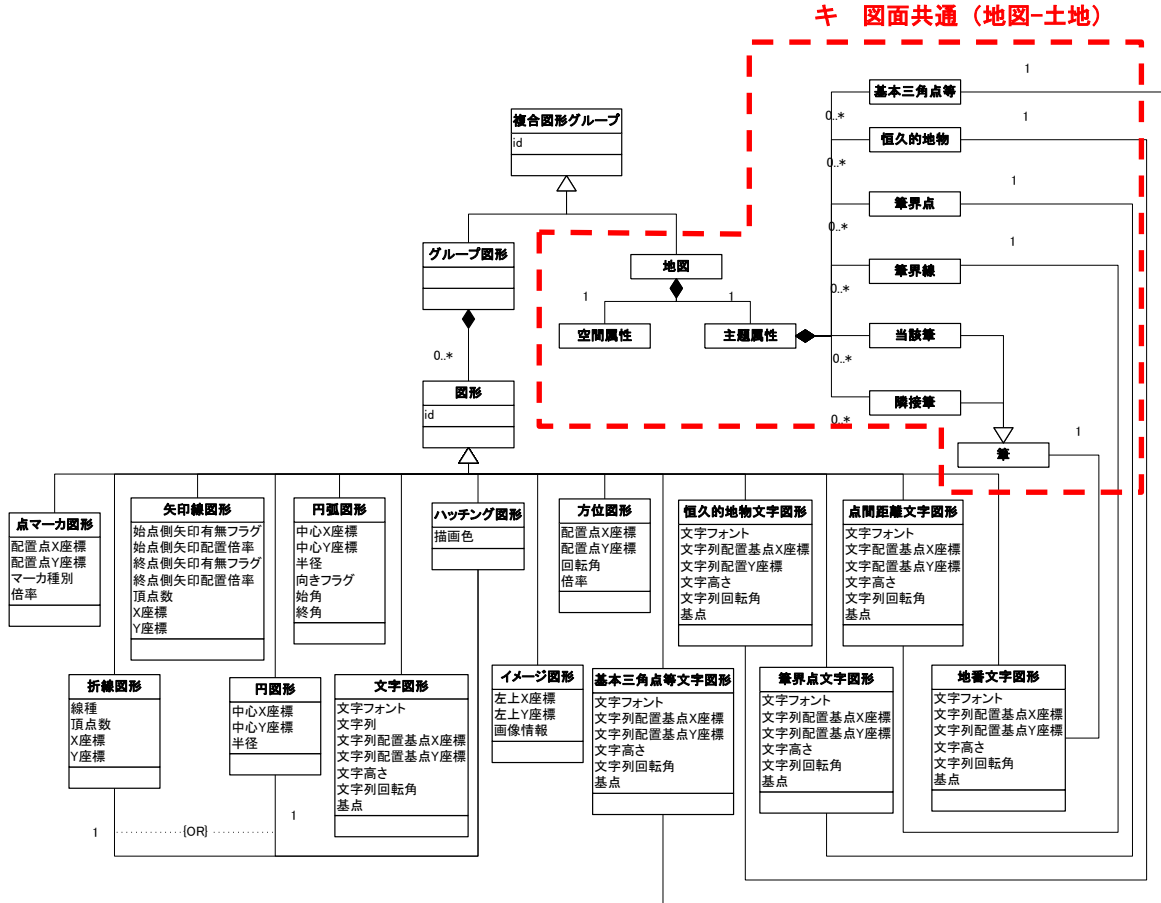 キ　図面共通（地図-土地）
1
基本三角点等
0..*
1
恒久的地物
0..*
複合図形グループ
id
1
筆界点
0..*
グループ図形
地図
1
筆界線
0..*
1
1
空間属性
主題属性
当該筆
0..*
0..*
図形
id
隣接筆
0..*
1
筆
点マーカ図形
配置点X座標
配置点Y座標
マーカ種別
倍率
矢印線図形
始点側矢印有無フラグ
始点側矢印配置倍率
終点側矢印有無フラグ
終点側矢印配置倍率
頂点数
X座標
Y座標
円弧図形
中心X座標
中心Y座標
半径
向きフラグ
始角
終角
ハッチング図形
描画色
方位図形
配置点X座標
配置点Y座標
回転角
倍率
恒久的地物文字図形
文字フォント
文字列配置基点X座標
文字列配置Y座標
文字高さ
文字列回転角
基点
点間距離文字図形
文字フォント
文字配置基点X座標
文字配置基点Y座標
文字高さ
文字列回転角
基点
折線図形
線種
頂点数
X座標
Y座標
円図形
中心X座標
中心Y座標
半径
文字図形
文字フォント
文字列
文字列配置基点X座標
文字列配置基点Y座標
文字高さ
文字列回転角
基点
イメージ図形
左上X座標
左上Y座標
画像情報
基本三角点等文字図形
文字フォント
文字列配置基点X座標
文字列配置基点Y座標
文字高さ
文字列回転角
基点
筆界点文字図形
文字フォント
文字列配置基点X座標
文字列配置基点Y座標
文字高さ
文字列回転角
基点
地番文字図形
文字フォント
文字列配置基点X座標
文字列配置基点Y座標
文字高さ
文字列回転角
基点
1
{OR}
1